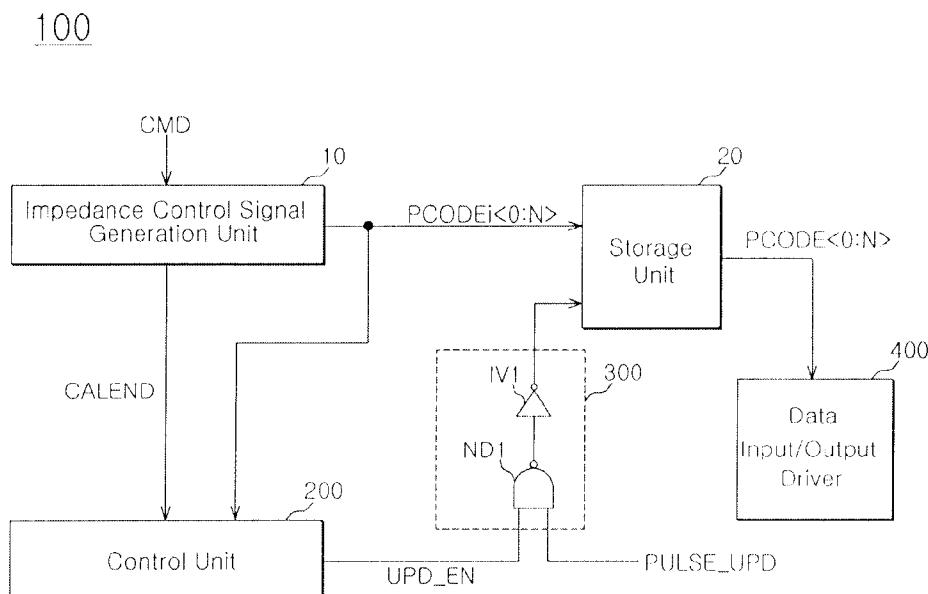 100
CMD
10
Impedance Control Signal
Generation Unit
PCODEi<0:N>
20
Storage
Unit
PCODE<0:N>
CALEND
IV1
300
ND1
400
Data
Input/Output
Driver
200
Control Unit
UPD_EN
PULSE_UPD